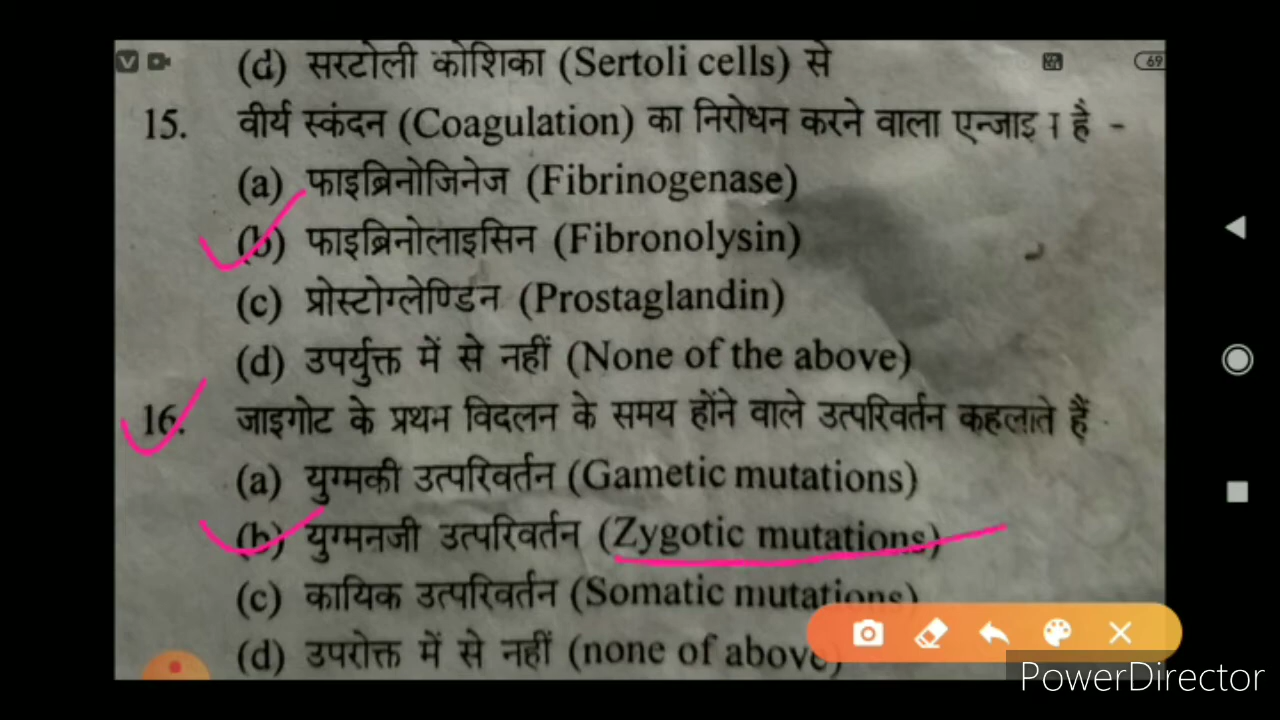 (d) सरटोली कोशिका (Sertoli cells) से
69
15. वीर्य स्कंदन (Coagulation) का निरोधन करने वाला है -
(a) फाइब्रिनोजिनेज (Fibrinogenase)
(b) फाइब्रिनोलाइसिन (Fibronolysin)
(c) प्रोस्टोग्लेण्डिन (Prostaglandin)
(d) उपर्युक्त में से नहीं (None of the above)
16. जाइगोट के प्रथम विदलन के समय होंने वाले उत्परिवर्तन कहलाते हैं
(a) युग्मकी उत्परिवर्तन (Gametic mutations)
(b) युग्मनजी उत्परिवर्तन (Zygotic mutations)
(c) कायिक उत्परिवर्तन (Somatic mutations)
(d) उपरोक्त में से नहीं (none of above)
PowerDirector